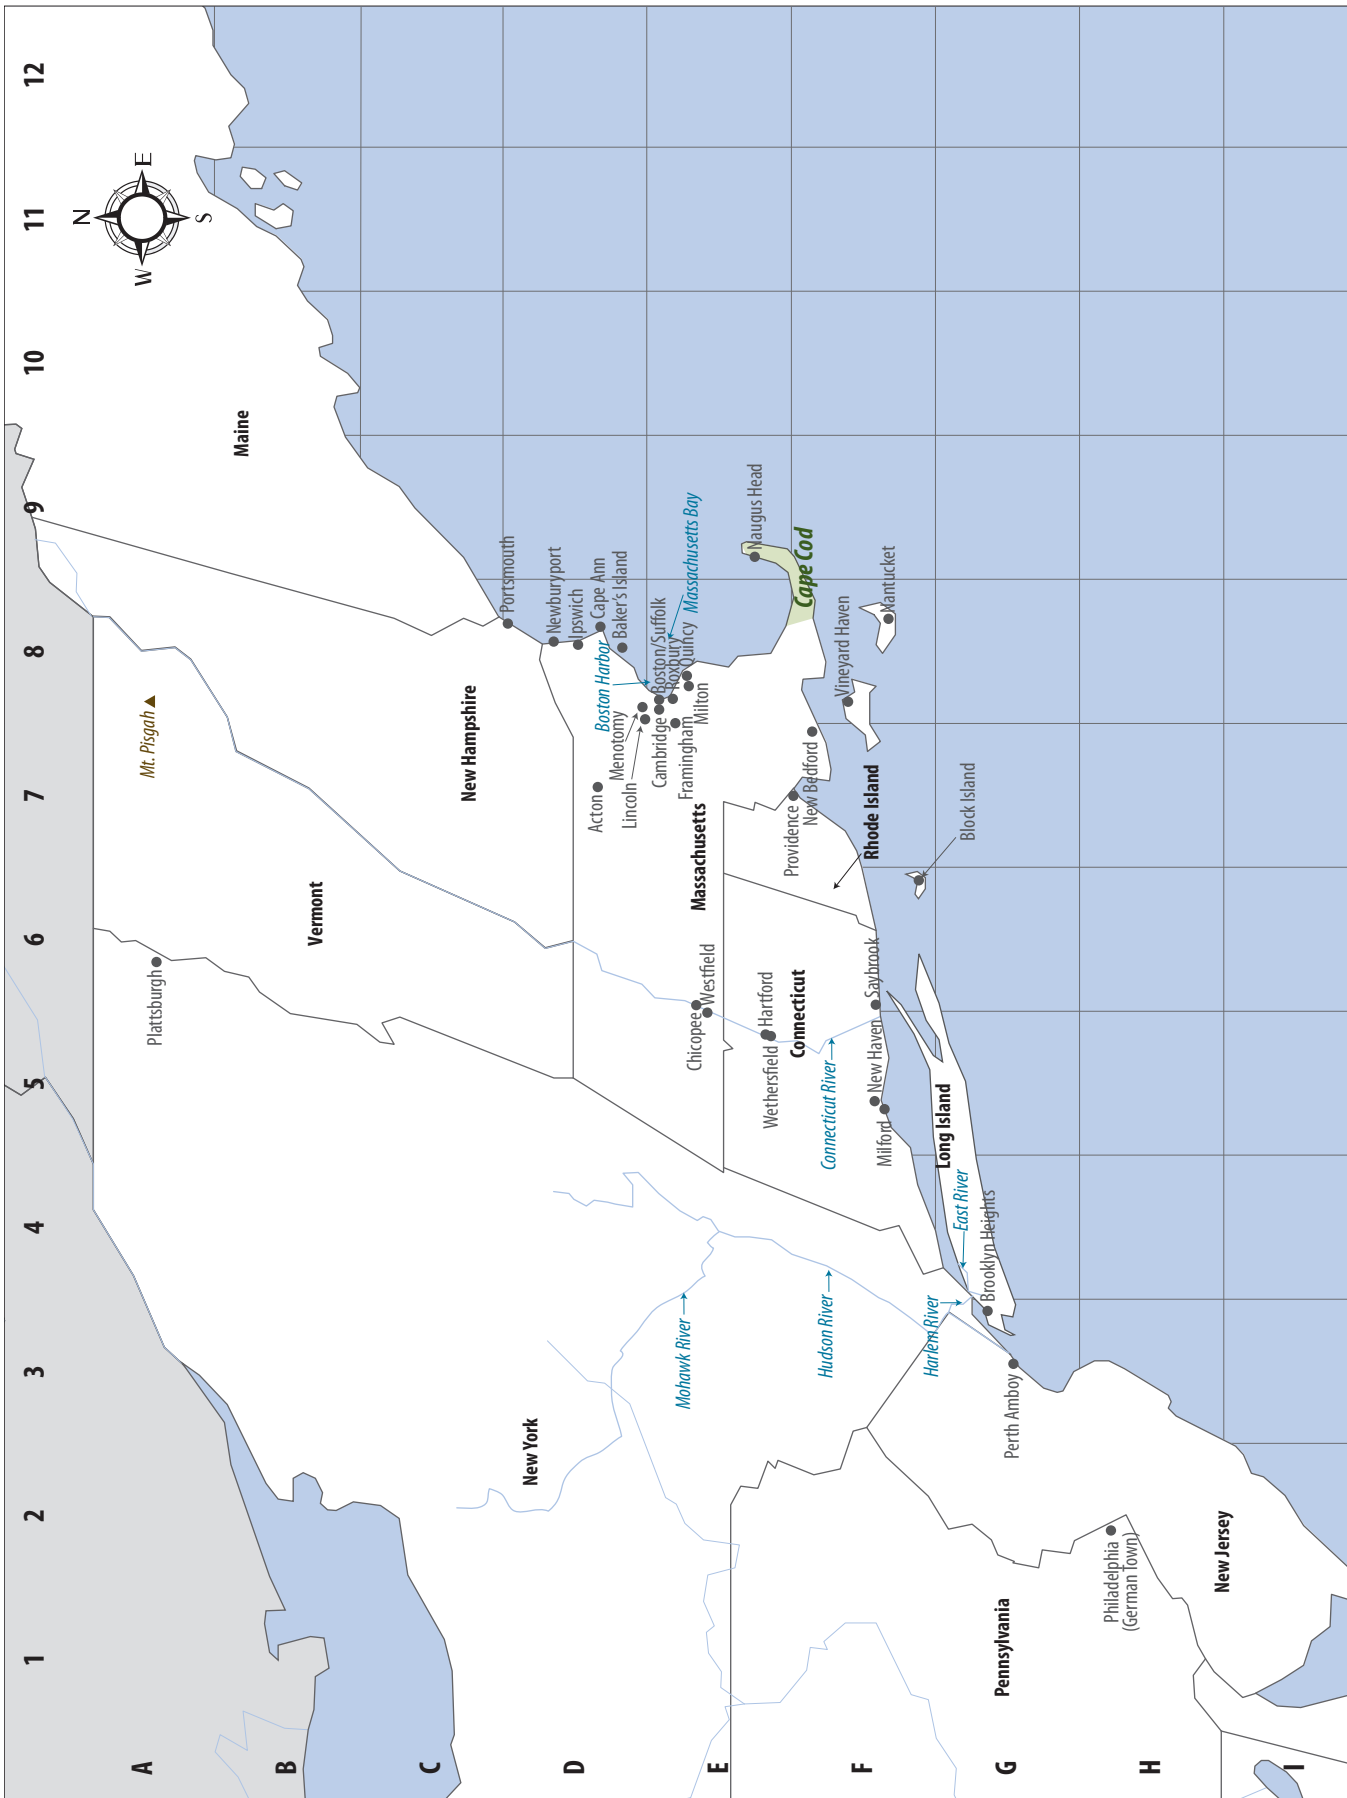 1
2
3
4
5
6
7
8
9
10
11
12
A
B
C
D
E
F
G
H
I
N
E
S
W
Maine
Mt. Pisgah
Plattsburgh
Vermont
New Hampshire
Portsmouth
Newburyport
Ipswich
Cape Ann
Baker's Island
Boston Harbor
Boston/Suffolk
Roxbury
Quincy
Massachusetts Bay
Milton
Menotomy
Lincoln
Cambridge
Framingham
Acton
Massachusetts
Naugus Head
Cape Cod
Nantucket
Vineyard Haven
New Bedford
Providence
Rhode Island
Block Island
Chicopee
Westfield
Hartford
Wethersfield
Connecticut
Connecticut River
Saybrook
New Haven
Milford
Long Island
East River
Brooklyn Heights
Harlem River
Hudson River
Mohawk River
New York
Perth Amboy
Philadelphia
(German Town)
New Jersey
Pennsylvania